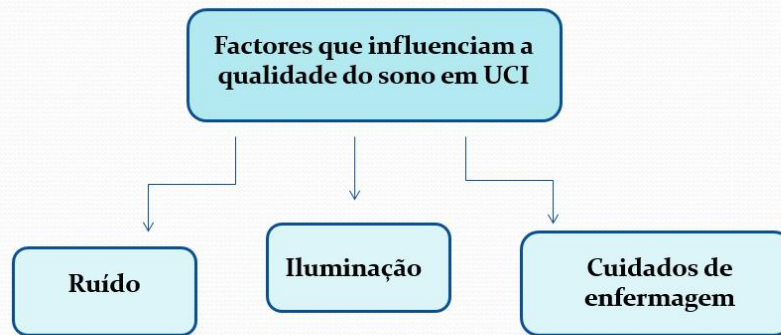 Factores que influenciam a
qualidade do sono em UCI
Ruído
Iluminação
Cuidados de
enfermagem